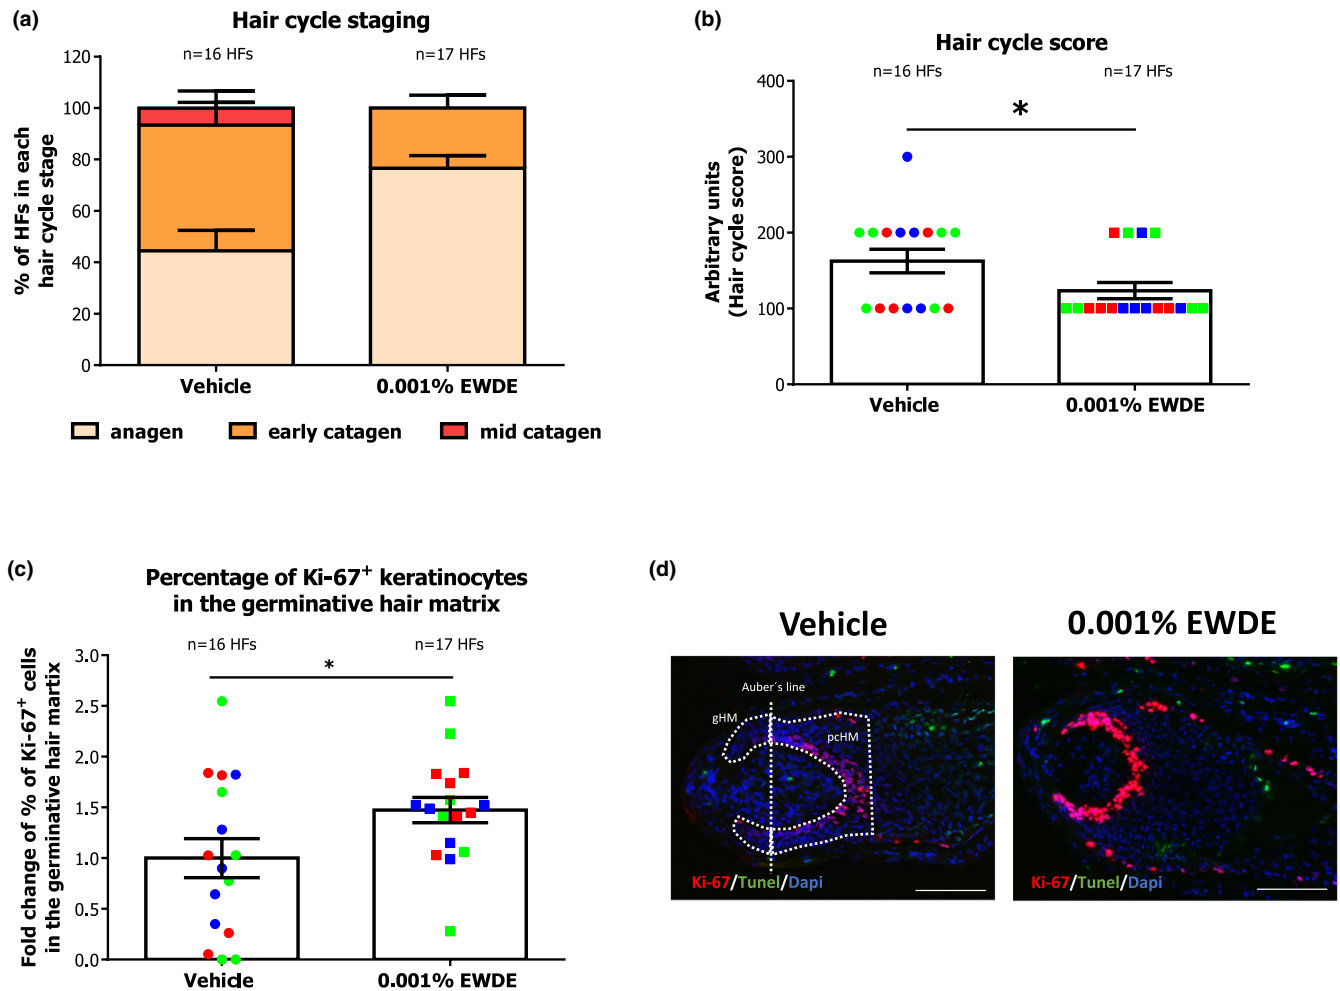 (a)
Hair cycle staging
n=16 HFs
n=17 HFs
% of HFs in each
hair cycle stage
120
100
80
60
40
20
0
Vehicle
0.001% EWDE
anagen
early catagen
mid catagen
(b)
Hair cycle score
n=16 HFs
n=17 HFs
*
Arbitrary units
(Hair cycle score)
400
300
200
100
0
Vehicle
0.001% EWDE
(c)
Percentage of Ki-67⁺ keratinocytes
in the germinative hair matrix
n=16 HFs
n=17 HFs
*
Fold change of % of Ki-67⁺ cells
in the germinative hair martix
3.0
2.5
2.0
1.5
1.0
0.5
0.0
Vehicle
0.001% EWDE
(d)
Vehicle
0.001% EWDE
Auber´s line
gHM
pcHM
Ki-67/Tunel/Dapi
Ki-67/Tunel/Dapi